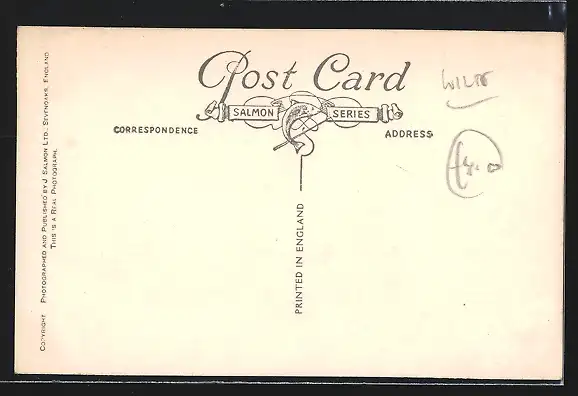 Post Card
SALMON SERIES
CORRESPONDENCE
ADDRESS
PRINTED IN ENGLAND
COPYRIGHT PHOTOGRAPHED AND PUBLISHED BY J. SALMON LTD., SEVENOAKS, ENGLAND
THIS IS A REAL PHOTOGRAPH.